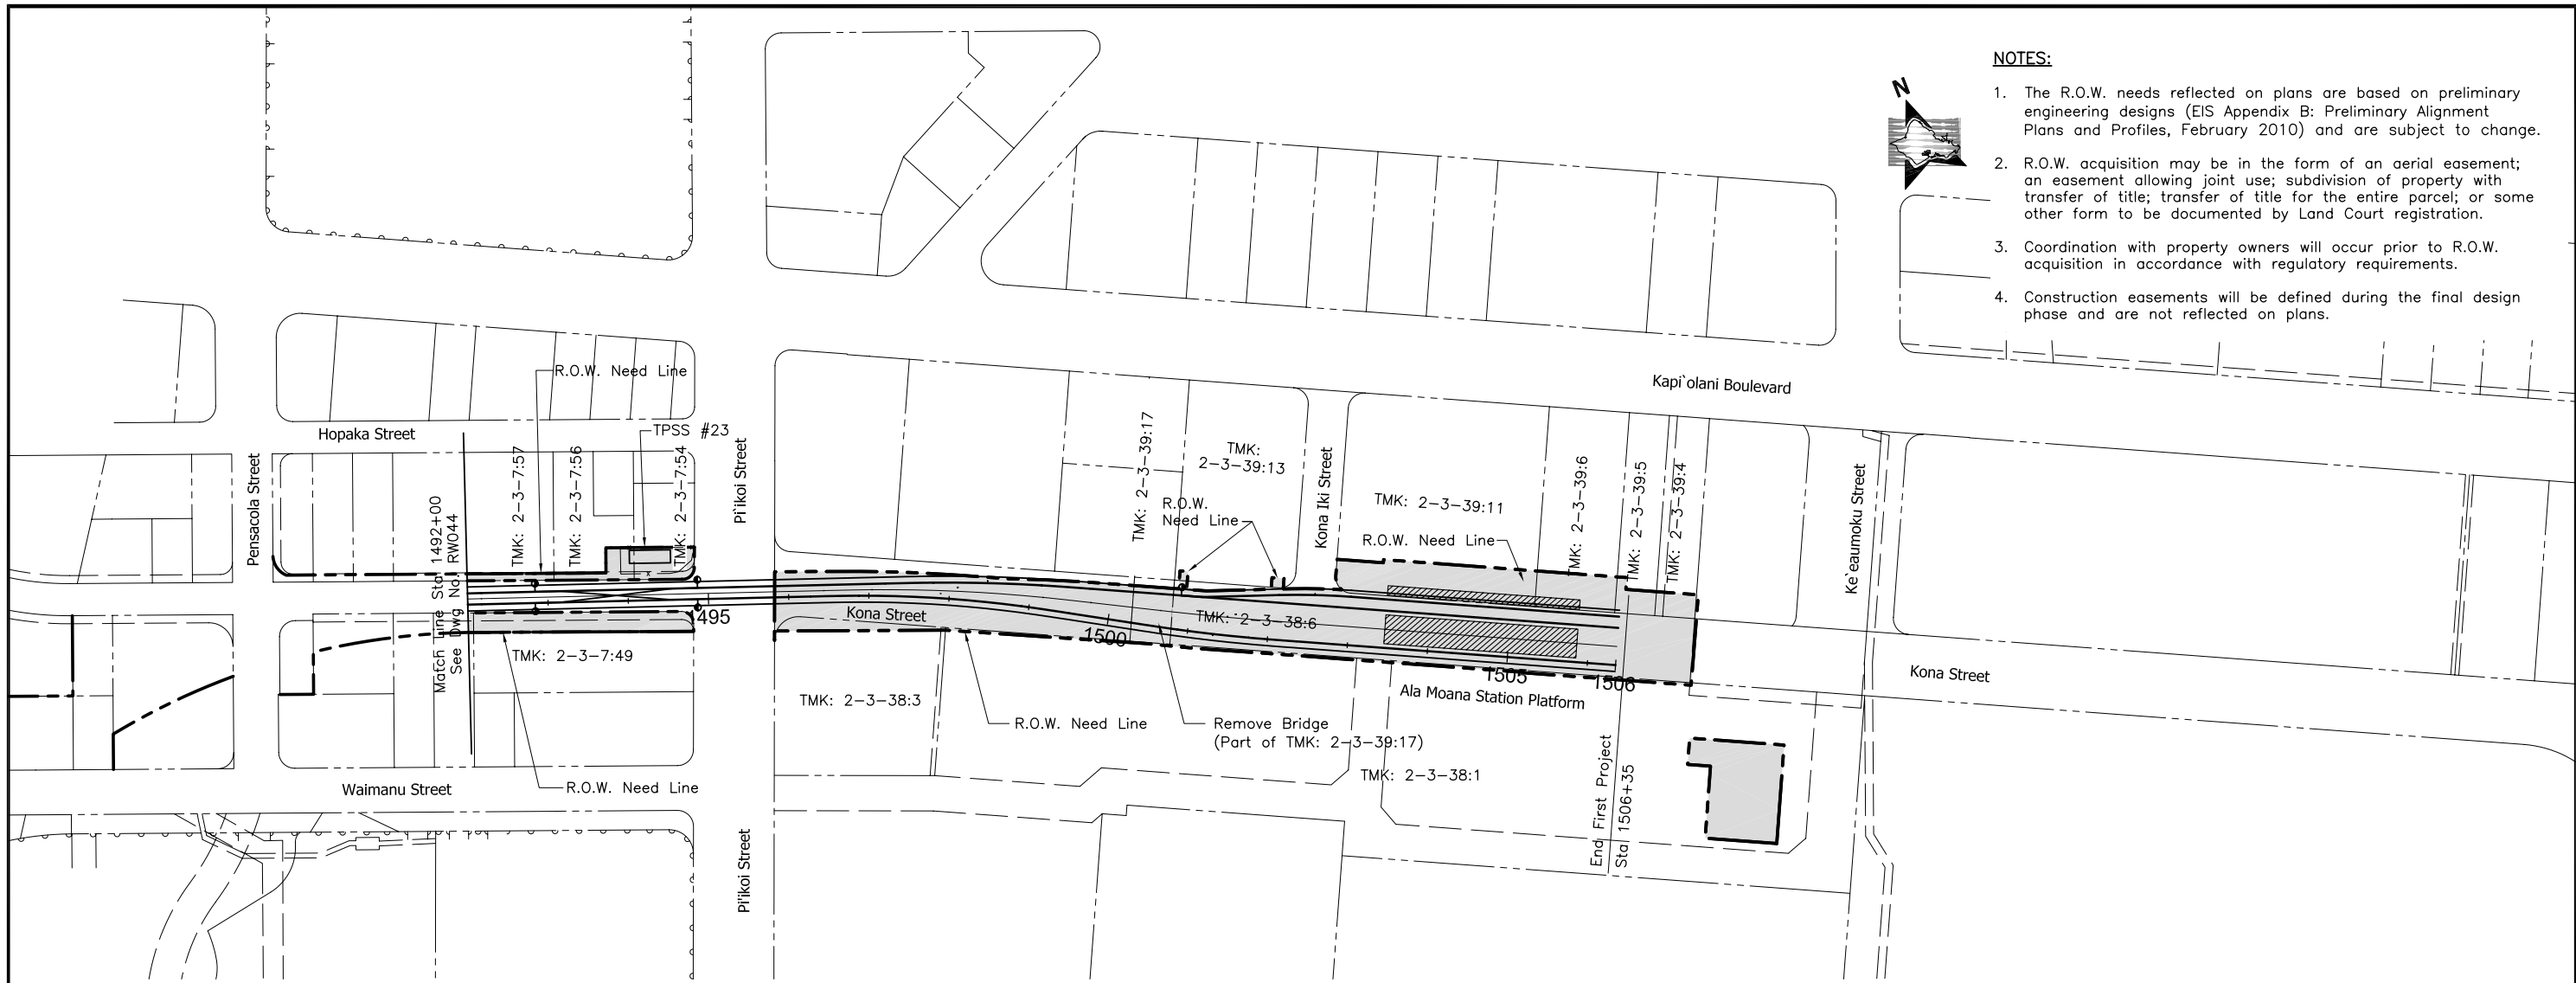 NOTES:
N
1. The R.O.W. needs reflected on plans are based on preliminary
engineering designs (EIS Appendix B: Preliminary Alignment
Plans and Profiles, February 2010) and are subject to change.
2. R.O.W. acquisition may be in the form of an aerial easement;
an easement allowing joint use; subdivision of property with
transfer of title; transfer of title for the entire parcel; or some
other form to be documented by Land Court registration.
3. Coordination with property owners will occur prior to R.O.W.
acquisition in accordance with regulatory requirements.
4. Construction easements will be defined during the final design
phase and are not reflected on plans.
Kapi`olani Boulevard
R.O.W. Need Line
Hopaka Street
TPSS #23
Pensacola Street
Match Line Sta 1492+00
See Dwg No. RW044
TMK: 2-3-7:57
TMK: 2-3-7:56
TMK: 2-3-7:54
Pi'ikoi Street
TMK: 2-3-39:17
TMK:
2-3-39:13
R.O.W.
Need Line
Kona Iki Street
TMK: 2-3-39:11
R.O.W. Need Line
TMK: 2-3-39:6
TMK: 2-3-39:5
TMK: 2-3-39:4
Ke`eaumoku Street
1495
Kona Street
TMK: 2-3-38:6
1500
TMK: 2-3-7:49
1505
1506
Kona Street
Ala Moana Station Platform
TMK: 2-3-38:3
R.O.W. Need Line
Remove Bridge
(Part of TMK: 2-3-39:17)
TMK: 2-3-38:1
End First Project
Sta 1506+35
Waimanu Street
R.O.W. Need Line
Pi'ikoi Street